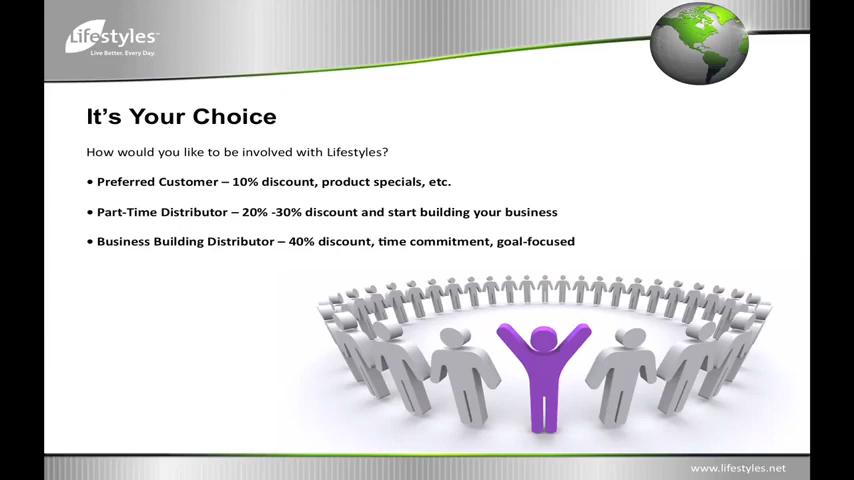 Lifestyles™
Live Better. Every Day.
It's Your Choice
How would you like to be involved with Lifestyles?
• Preferred Customer – 10% discount, product specials, etc.
• Part-Time Distributor – 20% -30% discount and start building your business
• Business Building Distributor – 40% discount, time commitment, goal-focused
www.lifestyles.net